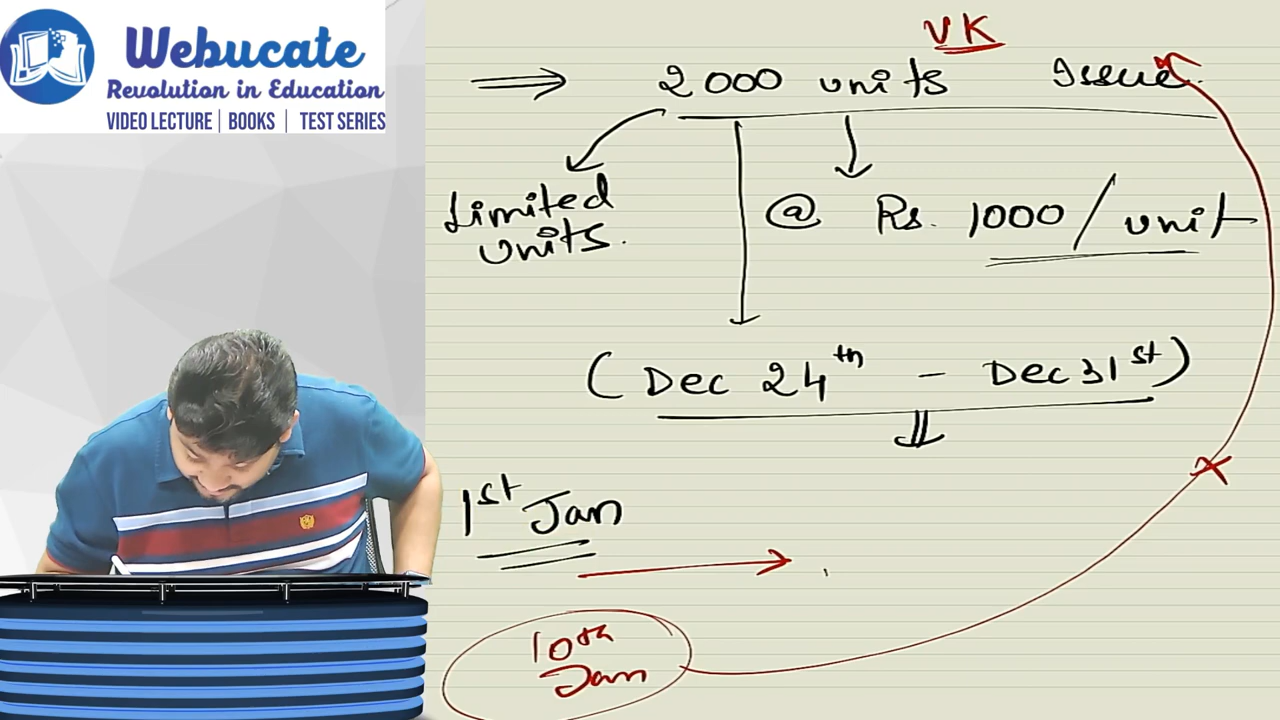 Webucate
Revolution in Education
VIDEO LECTURE | BOOKS | TEST SERIES
VK
⇒ 2000 units Issue.
Limited
units.
@ Rs. 1000 / unit
(Dec 24th - Dec 31st)
1st Jan
10th
Jan